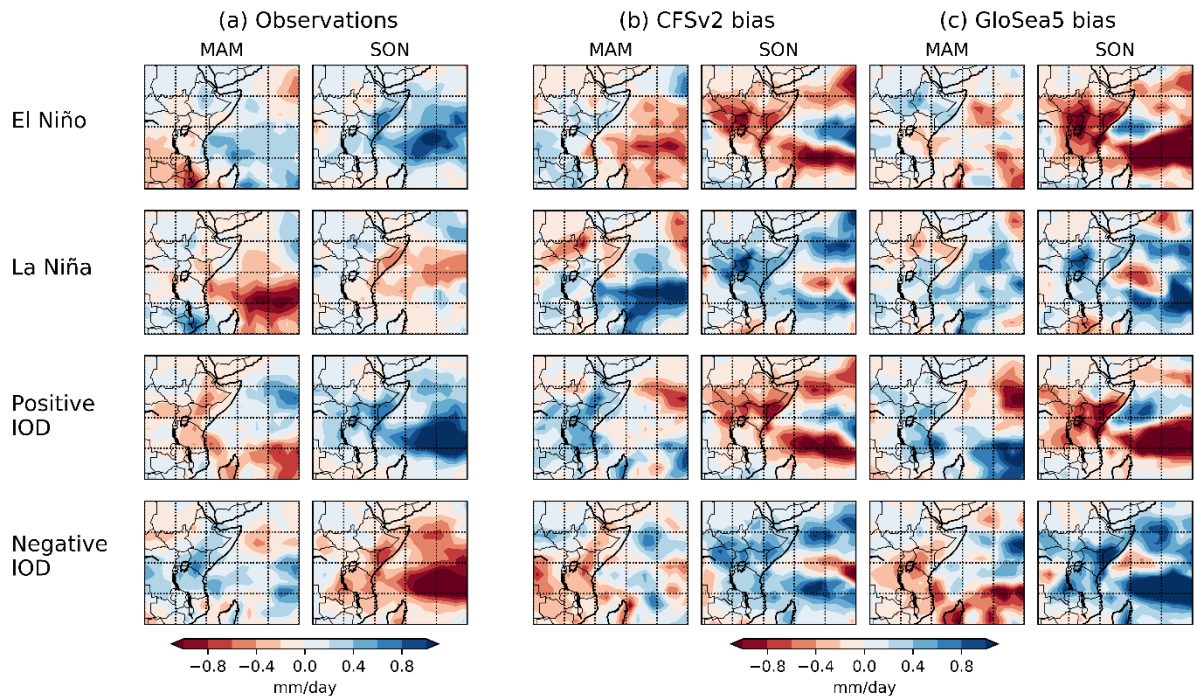 (a) Observations
(b) CFSv2 bias
(c) GloSea5 bias
MAM
SON
MAM
SON
MAM
SON
El Niño
La Niña
Positive
IOD
Negative
IOD
−0.8 −0.4 0.0 0.4 0.8
mm/day
−0.8 −0.4 0.0 0.4 0.8
mm/day